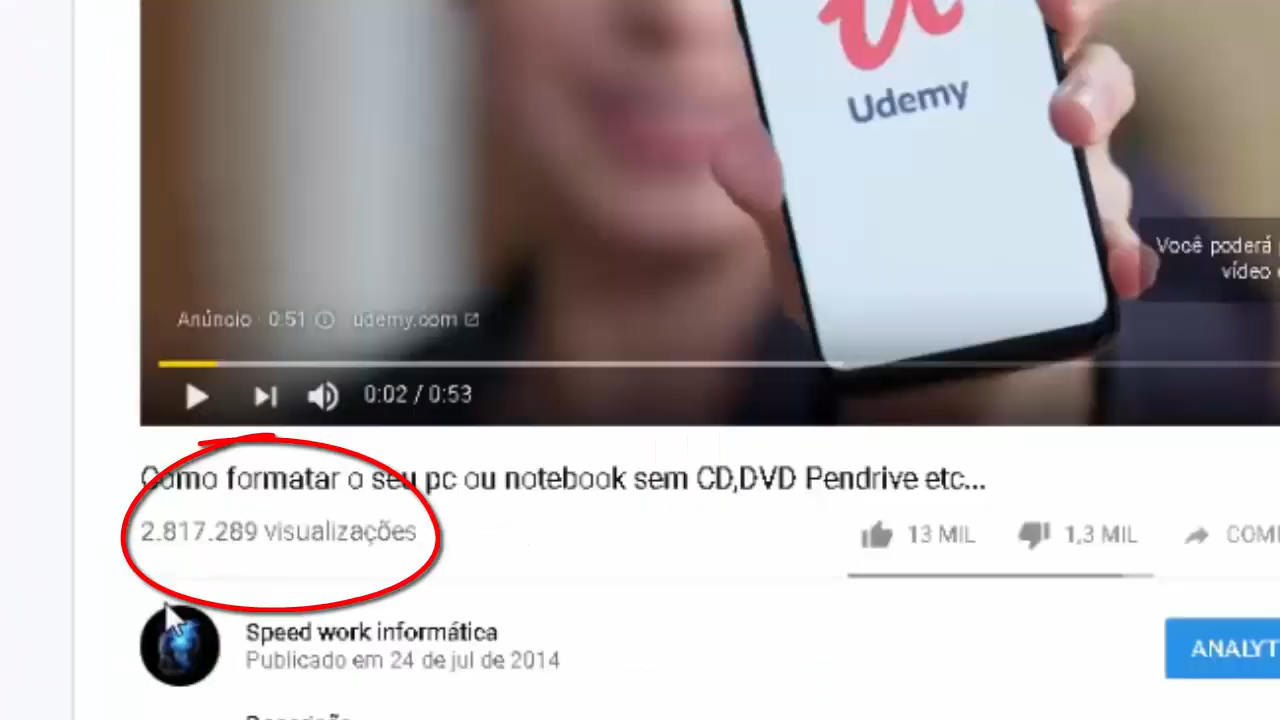 Udemy
Você poderá
vídeo
Anúncio · 0:51 udemy.com
0:02 / 0:53
Como formatar o seu pc ou notebook sem CD,DVD Pendrive etc...
2.817.289 visualizações
13 MIL 1,3 MIL COM
Speed work informática
Publicado em 24 de jul de 2014
ANALYT